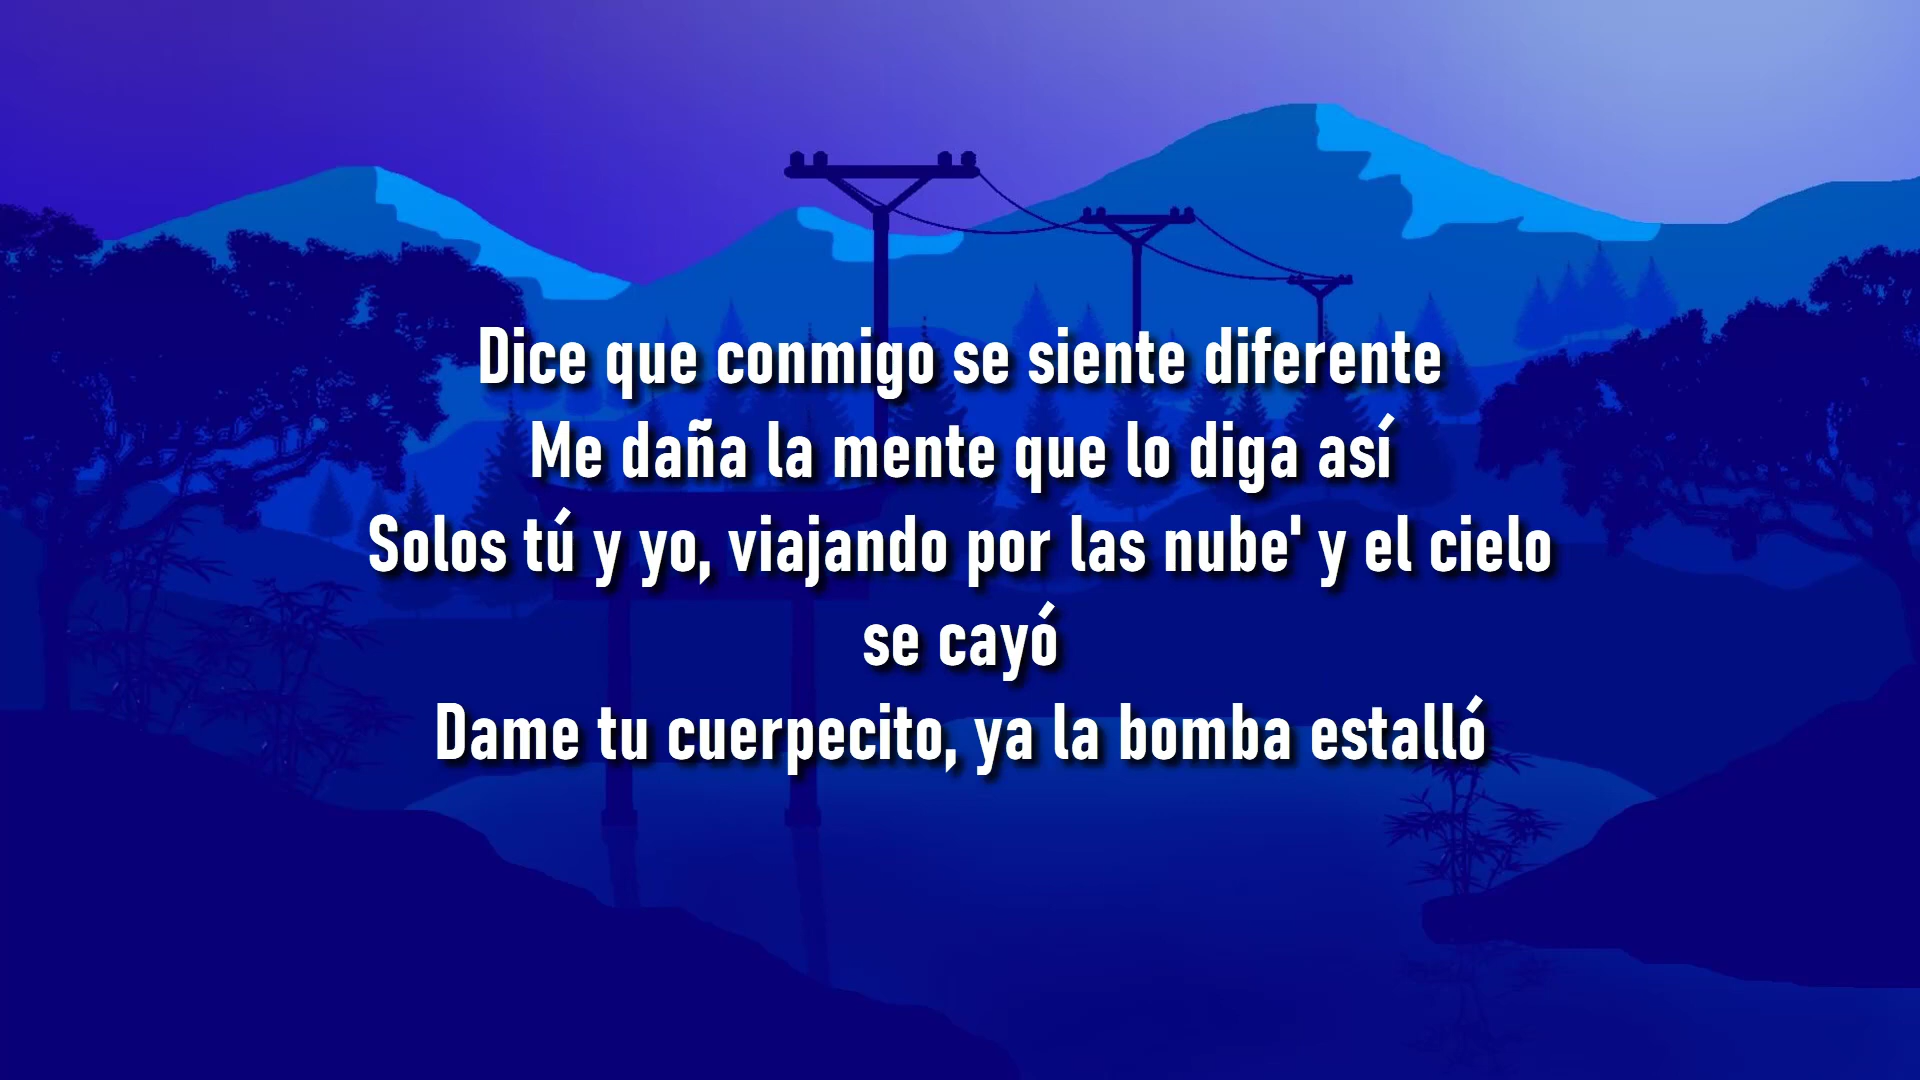 Dice que conmigo se siente diferente
Me daña la mente que lo diga así
Solos tú y yo, viajando por las nube' y el cielo
se cayó
Dame tu cuerpecito, ya la bomba estalló